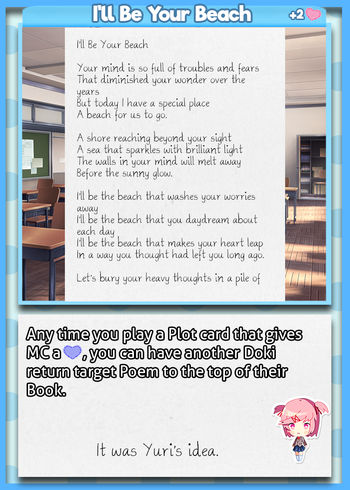 I'll Be Your Beach
+2
I'll Be Your Beach
Your mind is so full of troubles and fears
That diminished your wonder over the
years
But today I have a special place
A beach for us to go.
A shore reaching beyond your sight
A sea that sparkles with brilliant light
The walls in your mind will melt away
Before the sunny glow.
I'll be the beach that washes your worries
away
I'll be the beach that you daydream about
each day
I'll be the beach that makes your heart leap
In a way you thought had left you long ago.
Let's bury your heavy thoughts in a pile of
Any time you play a Plot card that gives
MC a , you can have another Doki
return target Poem to the top of their
Book.
It was Yuri's idea.